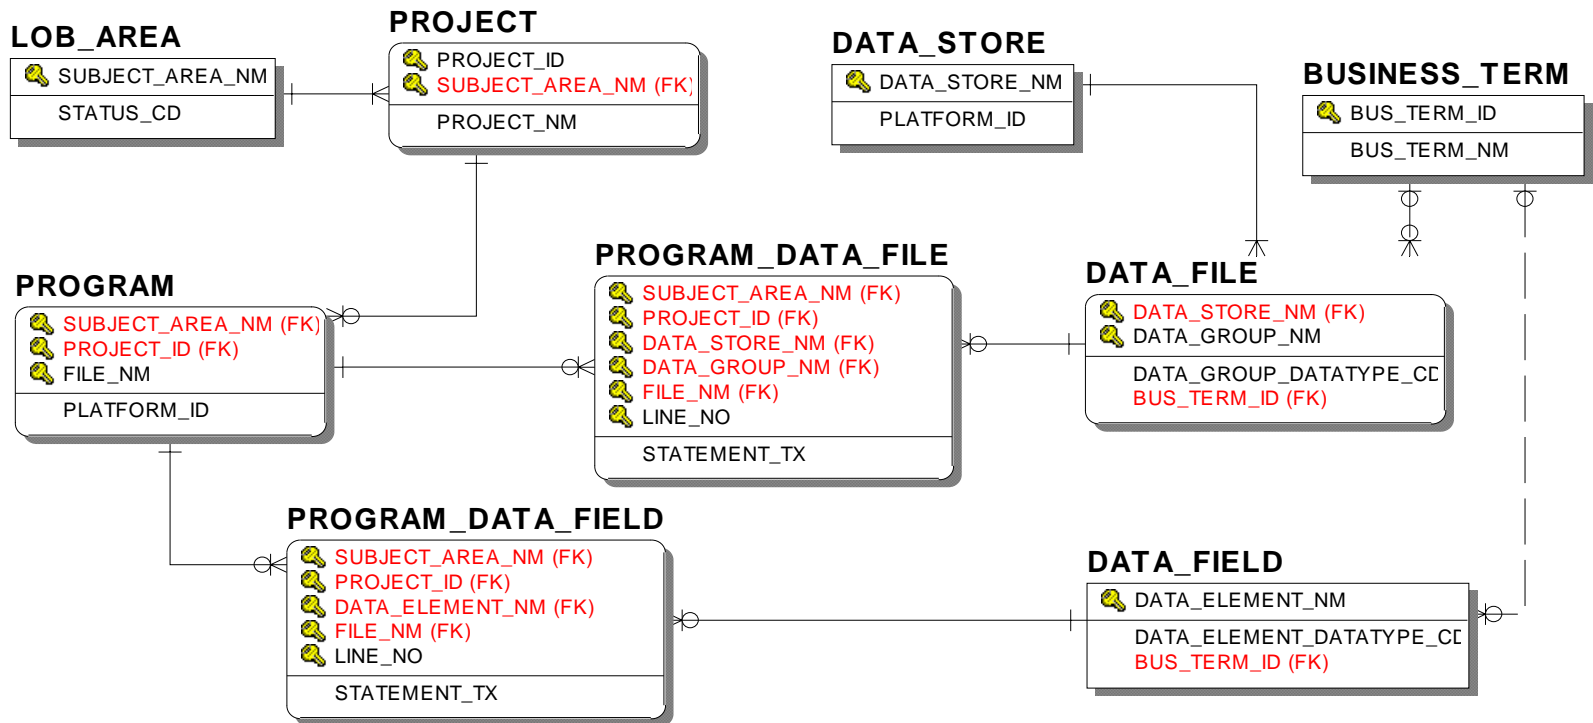 LOB_AREA
SUBJECT_AREA_NM
STATUS_CD
PROJECT
PROJECT_ID
SUBJECT_AREA_NM (FK)
PROJECT_NM
DATA_STORE
DATA_STORE_NM
PLATFORM_ID
BUSINESS_TERM
BUS_TERM_ID
BUS_TERM_NM
PROGRAM
SUBJECT_AREA_NM (FK)
PROJECT_ID (FK)
FILE_NM
PLATFORM_ID
PROGRAM_DATA_FILE
SUBJECT_AREA_NM (FK)
PROJECT_ID (FK)
DATA_STORE_NM (FK)
DATA_GROUP_NM (FK)
FILE_NM (FK)
LINE_NO
STATEMENT_TX
DATA_FILE
DATA_STORE_NM (FK)
DATA_GROUP_NM
DATA_GROUP_DATATYPE_CD
BUS_TERM_ID (FK)
PROGRAM_DATA_FIELD
SUBJECT_AREA_NM (FK)
PROJECT_ID (FK)
DATA_ELEMENT_NM (FK)
FILE_NM (FK)
LINE_NO
STATEMENT_TX
DATA_FIELD
DATA_ELEMENT_NM
DATA_ELEMENT_DATATYPE_CD
BUS_TERM_ID (FK)